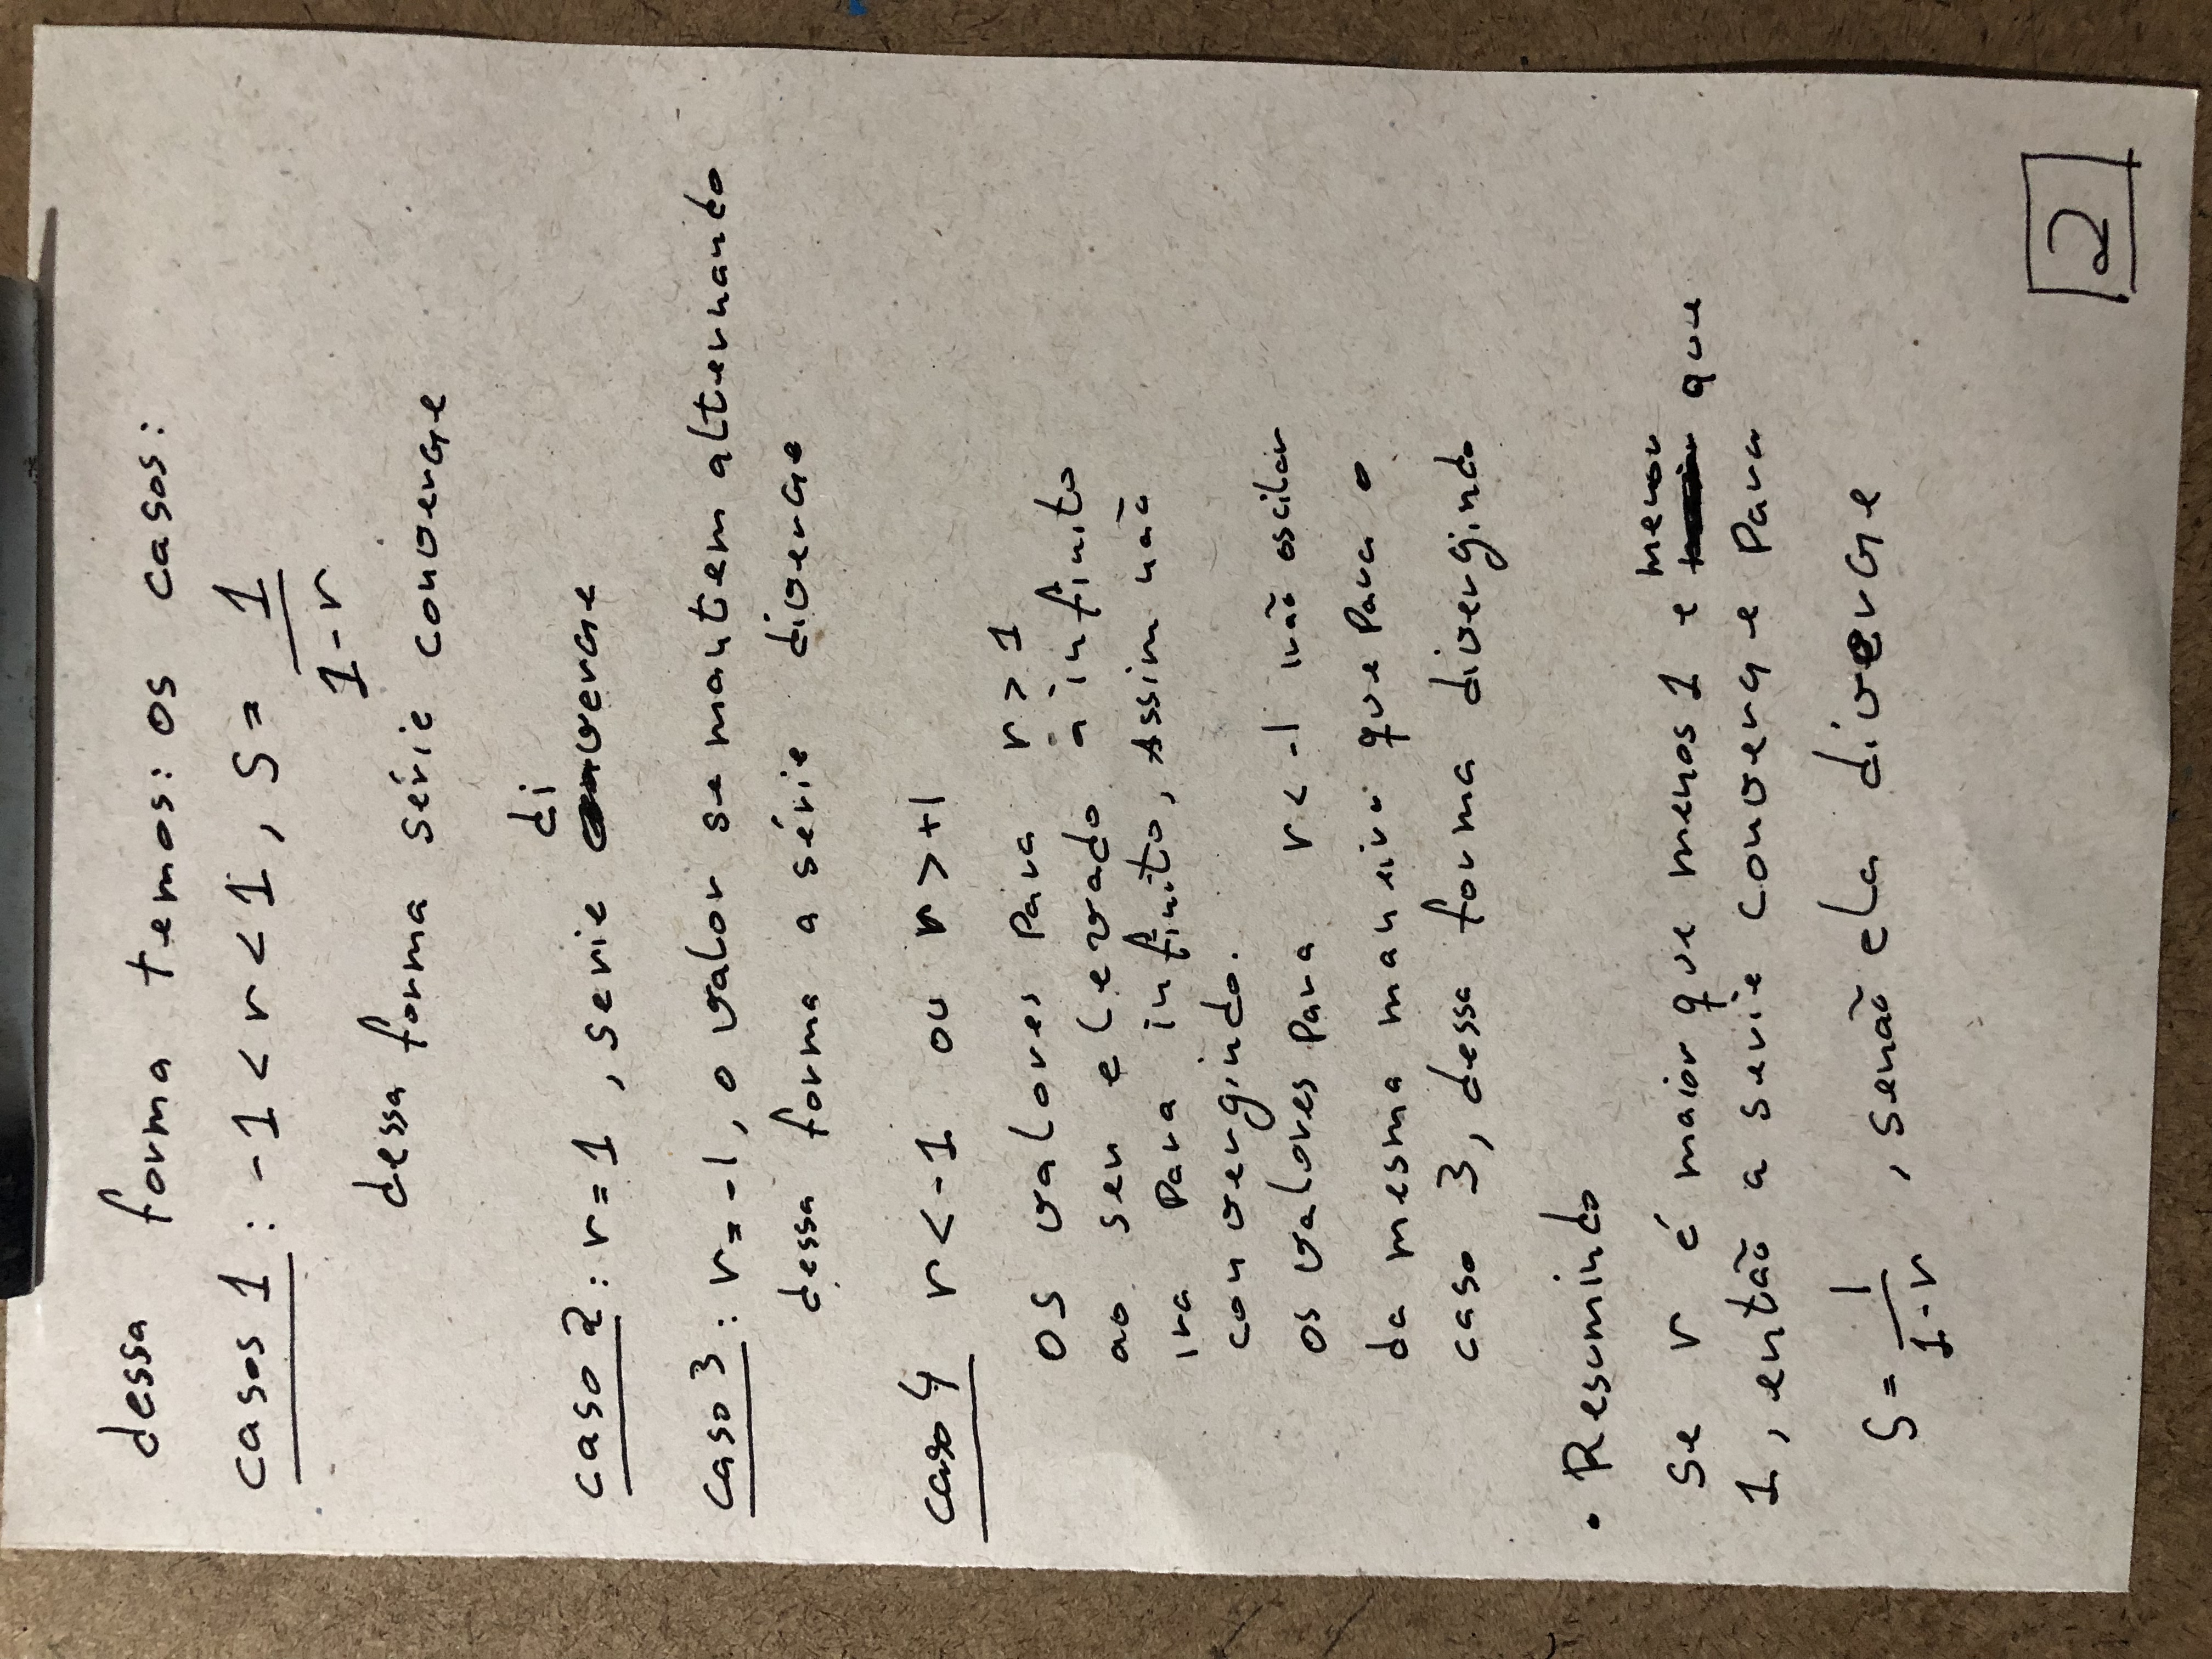 dessa forma temos: os casos:
casos 1 : -1 < r < 1 , S = 1
1-r
dessa forma série converge
di
caso 2 : r = 1 , serie verge
caso 3 : r = -1, o valor se mantem alternando
dessa forma a série diverge
caso 4 r < -1 ou r > +1
os valores para r > 1
ao ser elevado à infinito
ira para infinito, Assim não
convergindo.
os valores para r < -1 irão oscilar
da mesma maneira que para o
caso 3, dessa forma divergindo
• Resumindo
menor
se r é maior que menos 1 e que
1, então a serie converge para
S = 1 , senão ela diverge
1-r
2